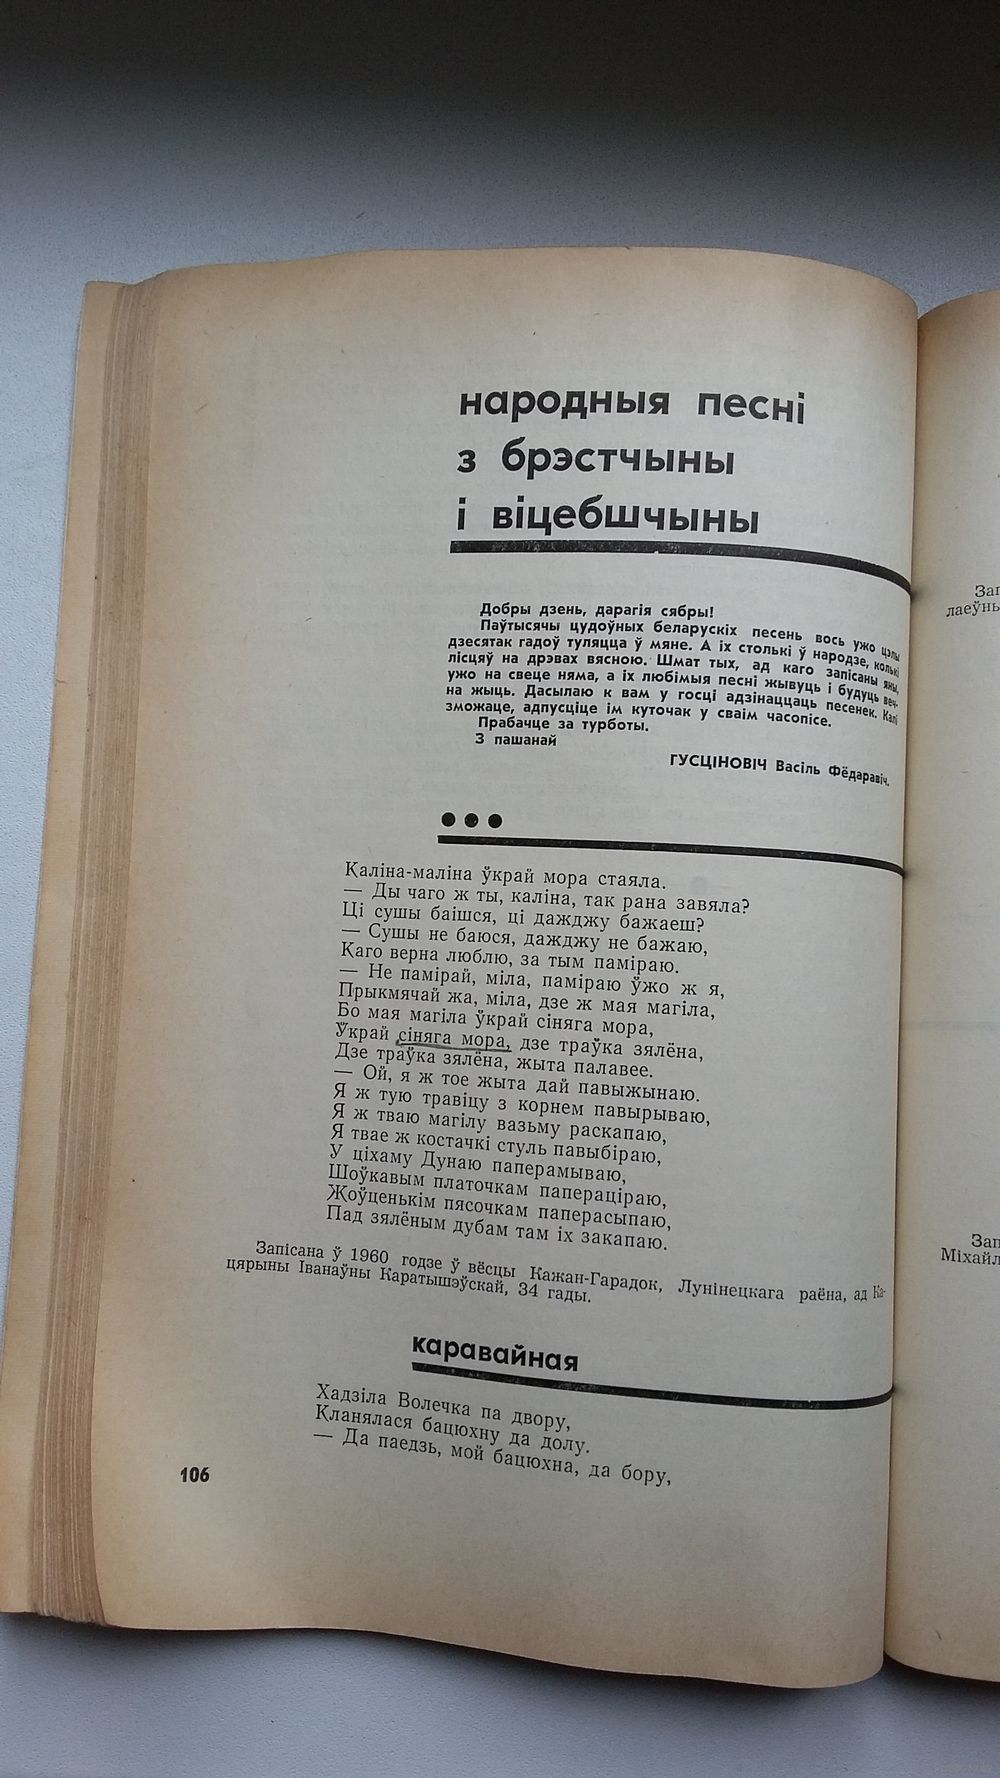 народныя песні
з брэстчыны
і віцебшчыны
Добры дзень, дарагія сябры!
Паўтысячы цудоўных беларускіх песень вось ужо цэлы
дзесятак гадоў туляцца ў мяне. А іх столькі ў народзе, колькі
лісцяў на дрэвах вясною. Шмат тых, ад каго запісаны яны,
ужо на свеце няма, а іх любімыя песні жывуць і будуць веч-
на жыць. Дасылаю к вам у госці адзінаццаць песенек. Калі
зможаце, адпусціце ім куточак у сваім часопісе.
Прабачце за турботы.
З пашанай
ГУСЦІНОВІЧ Васіль Фёдаравіч.
Каліна-маліна ўкрай мора стаяла.
— Ды чаго ж ты, каліна, так рана завяла?
Ці сушы баішся, ці дажджу бажаеш?
— Сушы не баюся, дажджу не бажаю,
Каго верна люблю, за тым паміраю.
— Не памірай, міла, паміраю ўжо ж я,
Прыкмячай жа, міла, дзе ж мая магіла,
Бо мая магіла ўкрай сіняга мора,
Ўкрай сіняга мора, дзе траўка зялёна,
Дзе траўка зялёна, жыта палавее.
— Ой, я ж тое жыта дай павыжынаю.
Я ж тую травіцу з корнем павырываю,
Я ж тваю магілу вазьму раскапаю,
Я твае ж костачкі стуль павыбіраю,
У ціхаму Дунаю паперамываю,
Шоўкавым платочкам паперацiраю,
Жоўценькім пясочкам паперасыпаю,
Пад зялёным дубам там іх закапаю.
Запісана ў 1960 годзе ў вёсцы Кажан-Гарадок, Лунінецкага раёна, ад Ка-
цярыны Іванаўны Каратышэўскай, 34 гады.
каравайная
Хадзіла Волечка па двору,
Кланялася бацюхну да долу.
— Да паедзь, мой бацюхна, да бору,
106
Зап
лаеўны
Зап
Міхайл